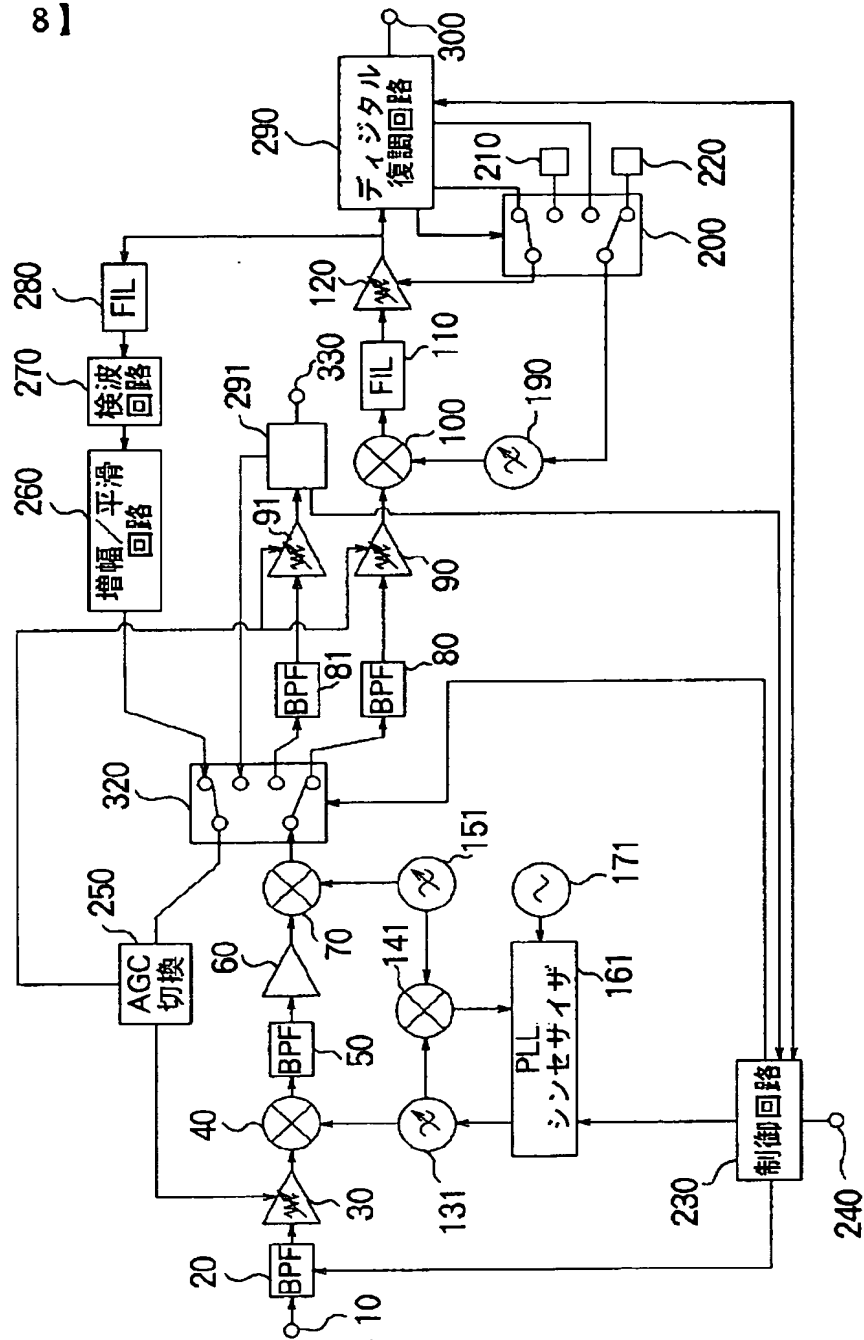 8】
280
FIL
270
検波
回路
260
増幅／平滑
回路
290
ディジタル
復調回路
300
210
220
200
120
110
FIL
330
291
91
100
190
90
81
BPF
80
BPF
320
250
AGC
切換
70
151
171
60
141
161
PLL
シンセサイザ
50
BPF
40
131
30
20
BPF
10
230
制御回路
240